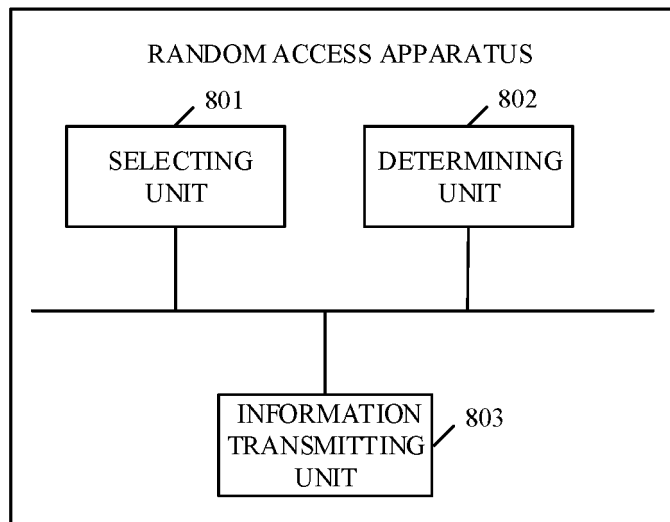 RANDOM ACCESS APPARATUS
801
802
SELECTING
UNIT
DETERMINING
UNIT
INFORMATION
TRANSMITTING
UNIT
803